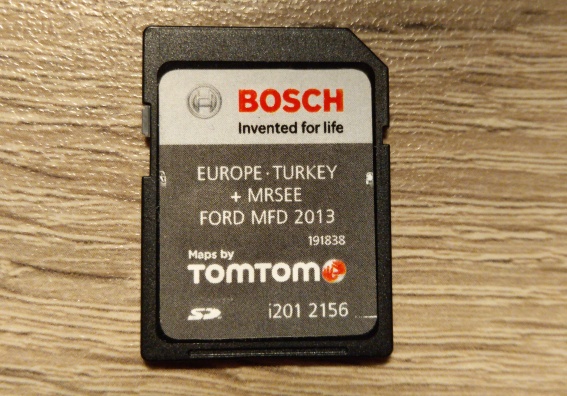 BOSCH
Invented for life
EUROPE · TURKEY
+ MRSEE
FORD MFD 2013
191838
Maps by
TOMTOM
SD
i201 2156